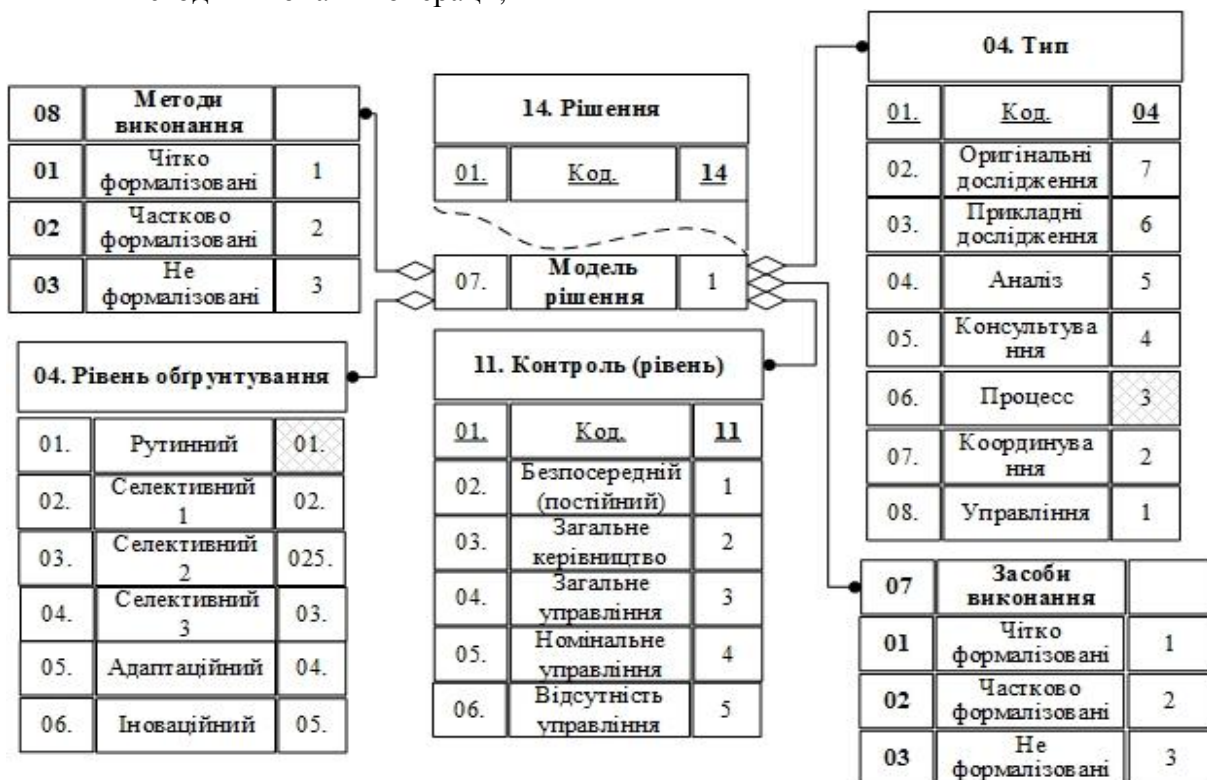 04. Тип
01. Код. 04
02. Оригінальні
дослідження 7
03. Прикладні
дослідження 6
04. Аналіз 5
05. Консультува
ння 4
06. Процесс 3
07. Координува
ння 2
08. Управління 1
14. Рішення
01. Код. 14
07. Модель
рішення 1
08 Методи
виконання
01 Чітко
формалізовані 1
02 Частково
формалізовані 2
03 Не
формалізовані 3
04. Рівень обґрунтування
01. Рутинний 01.
02. Селективний
1 02.
03. Селективний
2 025.
04. Селективний
3 03.
05. Адаптаційний 04.
06. Іноваційний 05.
11. Контроль (рівень)
01. Код. 11
02. Безпосередній
(постійний) 1
03. Загальне
керівництво 2
04. Загальне
управління 3
05. Номінальне
управління 4
06. Відсутність
управління 5
07 Засоби
виконання
01 Чітко
формалізовані 1
02 Частково
формалізовані 2
03 Не
формалізовані 3